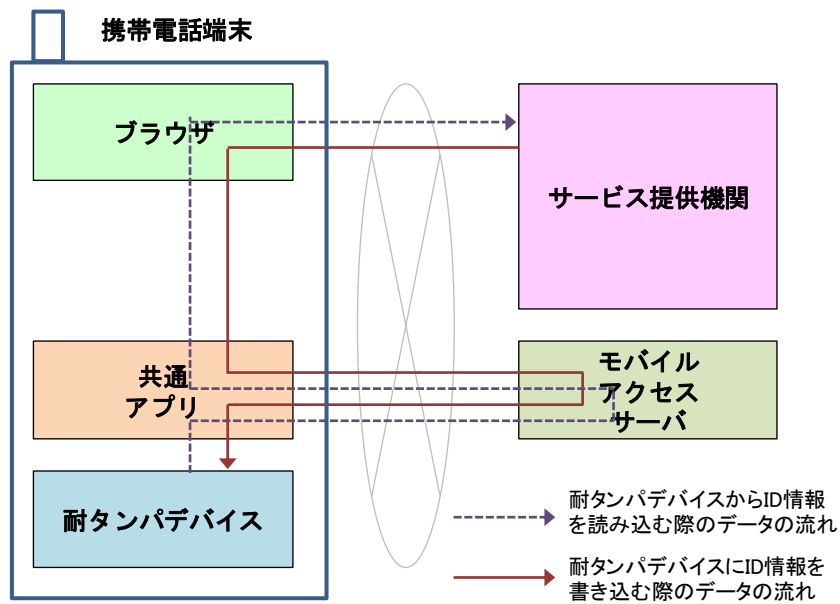 携帯電話端末
ブラウザ
サービス提供機関
共通
アプリ
モバイル
アクセス
サーバ
耐タンパデバイス
耐タンパデバイスからID情報
を読み込む際のデータの流れ
耐タンパデバイスにID情報を
書き込む際のデータの流れ